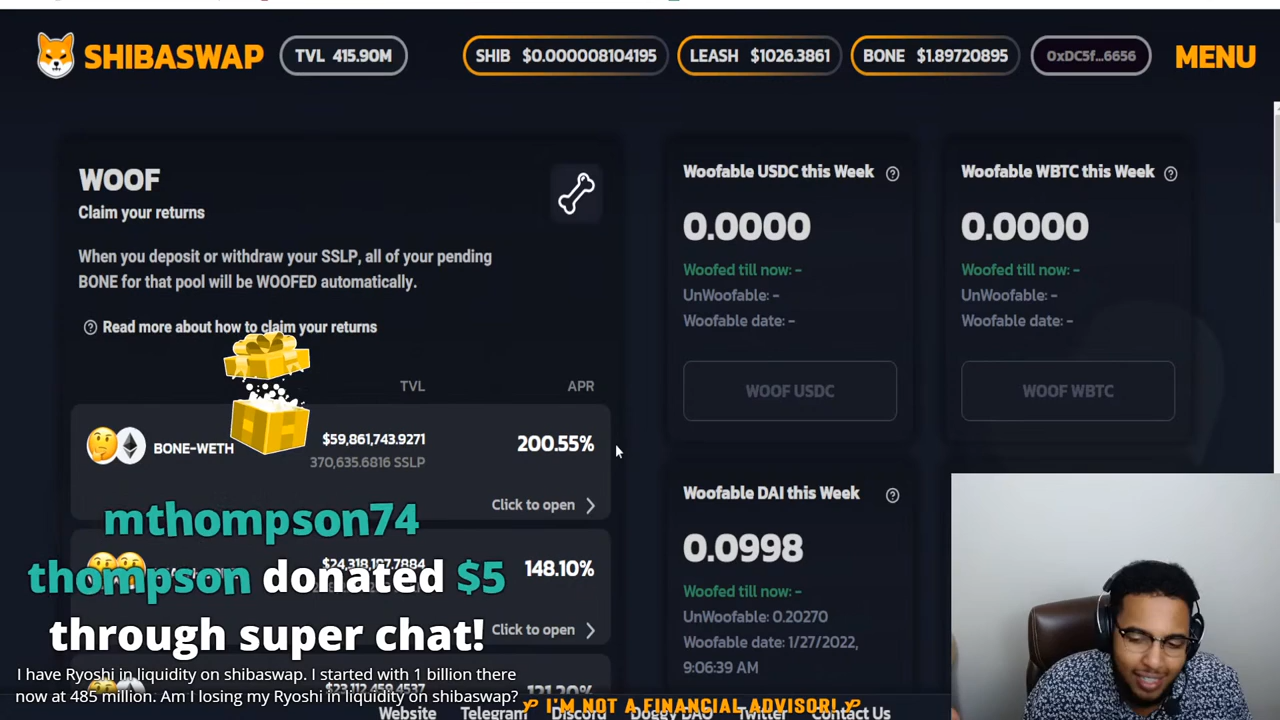 SHIBASWAP
TVL 415.90M
SHIB $0.000008104195
LEASH $1026.3861
BONE $1.89720895
0xDC5f...6656
MENU
WOOF
Claim your returns
When you deposit or withdraw your SSLP, all of your pending
BONE for that pool will be WOOFED automatically.
Read more about how to claim your returns
TVL APR
BONE-WETH $59,861,743.9271 200.55%
370,635.6816 SSLP
Click to open
148.10%
Click to open
Woofable USDC this Week
0.0000
Woofed till now: -
UnWoofable: -
Woofable date: -
WOOF USDC
Woofable WBTC this Week
0.0000
Woofed till now: -
UnWoofable: -
Woofable date: -
WOOF WBTC
Woofable DAI this Week
0.0998
Woofed till now: -
UnWoofable: 0.20270
Woofable date: 1/27/2022,
9:06:39 AM
mthompson74
thompson donated $5
through super chat!
I have Ryoshi in liquidity on shibaswap. I started with 1 billion there
now at 485 million. Am I losing my Ryoshi in liquidity on shibaswap?
I'M NOT A FINANCIAL ADVISOR!
Website Telegram Discord Doggy DAO Twitter Contact Us